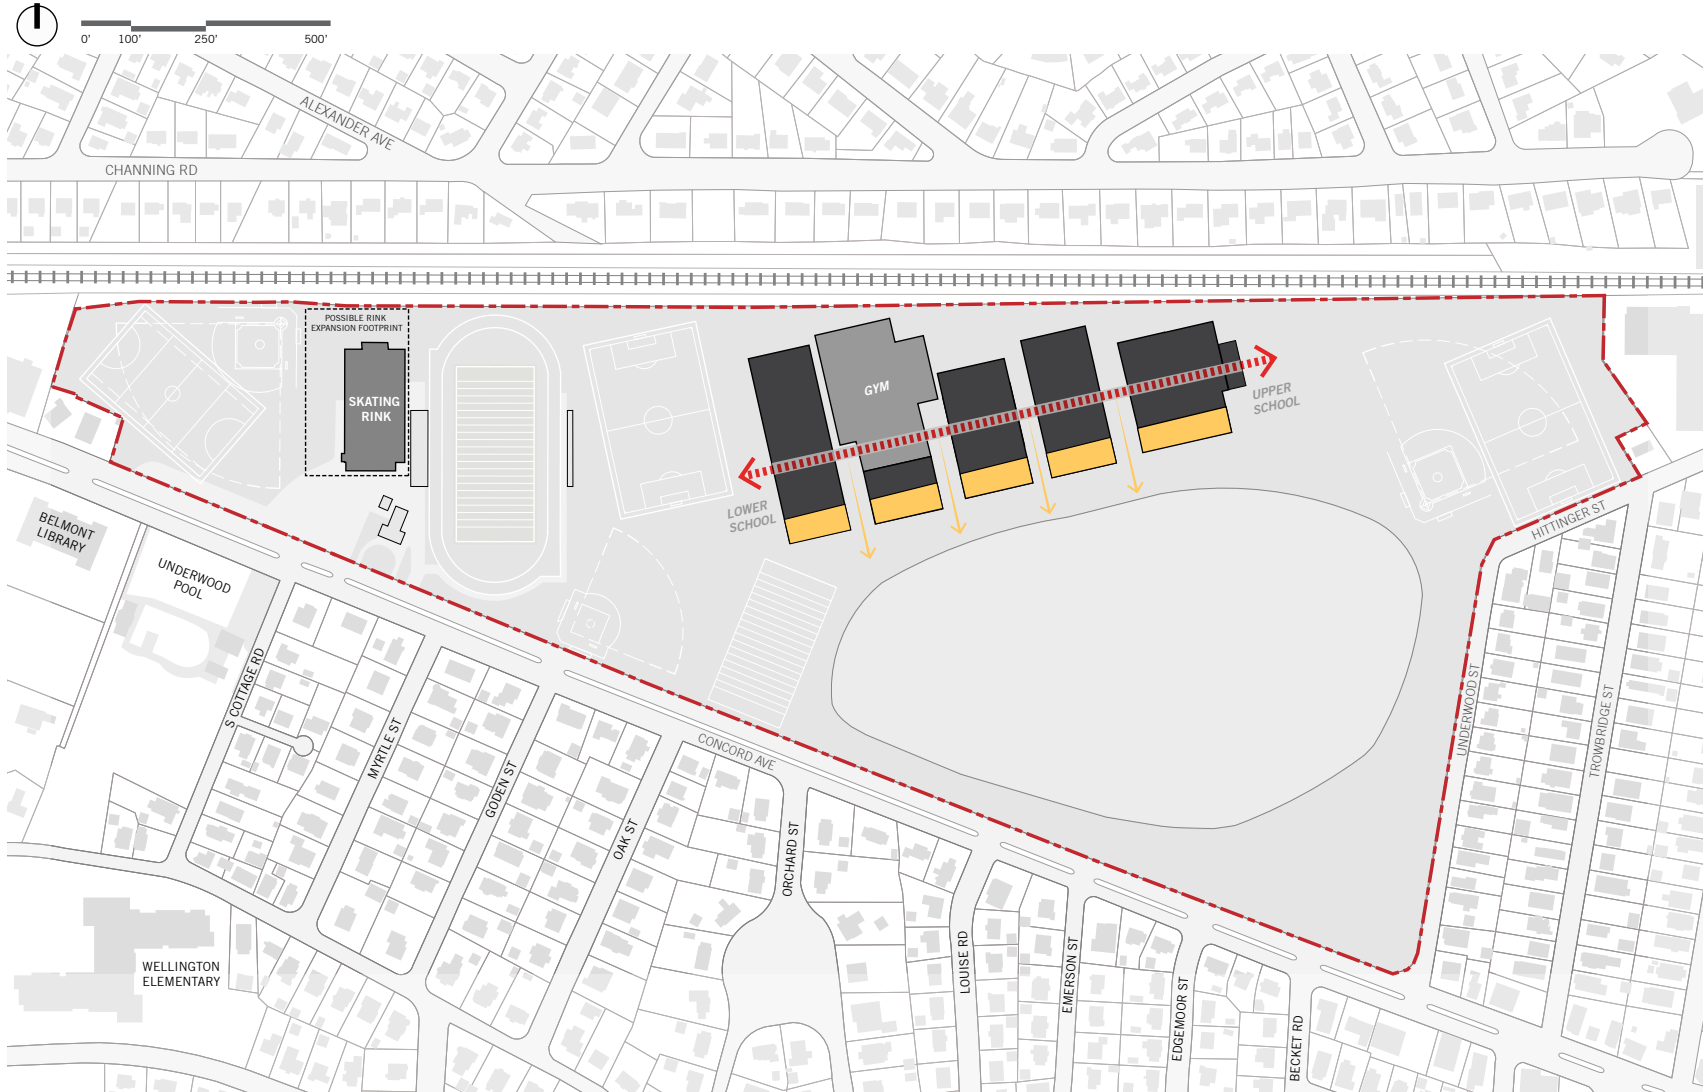 0' 100' 250' 500'
ALEXANDER AVE
CHANNING RD
POSSIBLE RINK
EXPANSION FOOTPRINT
SKATING
RINK
GYM
UPPER
SCHOOL
LOWER
SCHOOL
BELMONT
LIBRARY
UNDERWOOD
POOL
HITTINGER ST
S COTTAGE RD
MYRTLE ST
GODEN ST
OAK ST
CONCORD AVE
ORCHARD ST
UNDERWOOD ST
TROWBRIDGE ST
LOUISE RD
EMERSON ST
EDGEMOOR ST
BECKET RD
WELLINGTON
ELEMENTARY